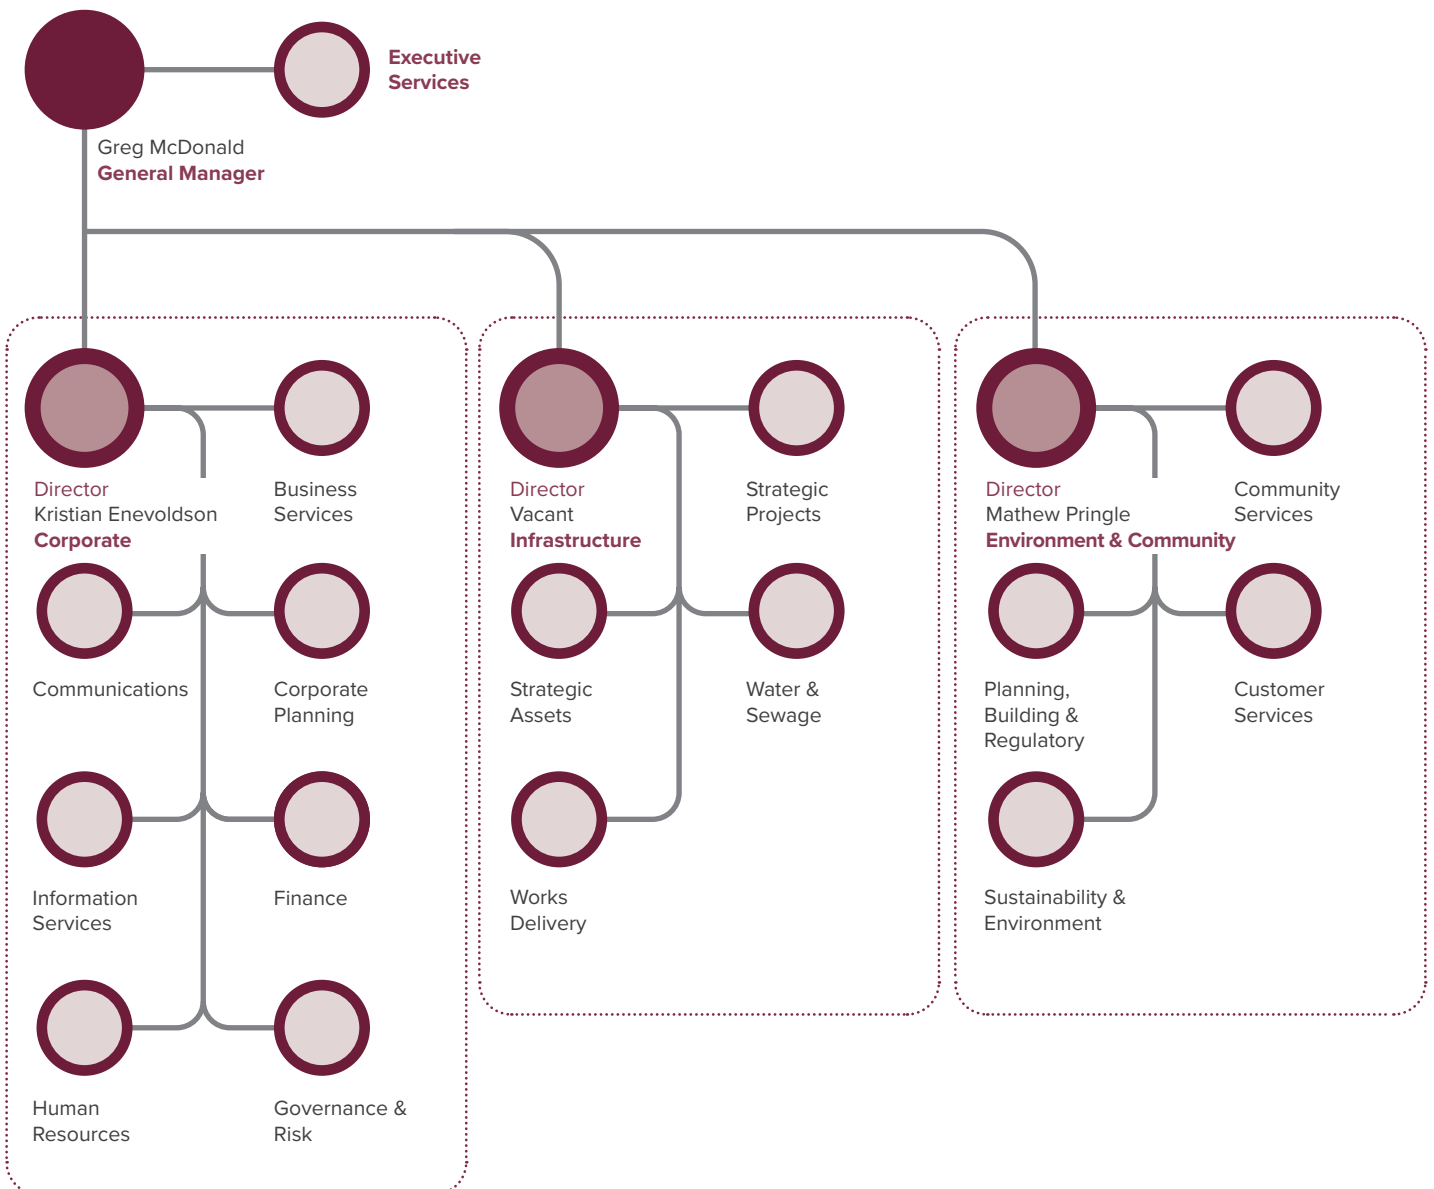 Executive
Services
Greg McDonald
General Manager
Director
Kristian Enevoldson
Corporate
Business
Services
Communications
Corporate
Planning
Information
Services
Finance
Human
Resources
Governance &
Risk
Director
Vacant
Infrastructure
Strategic
Projects
Strategic
Assets
Water &
Sewage
Works
Delivery
Director
Mathew Pringle
Environment & Community
Community
Services
Planning,
Building &
Regulatory
Customer
Services
Sustainability &
Environment